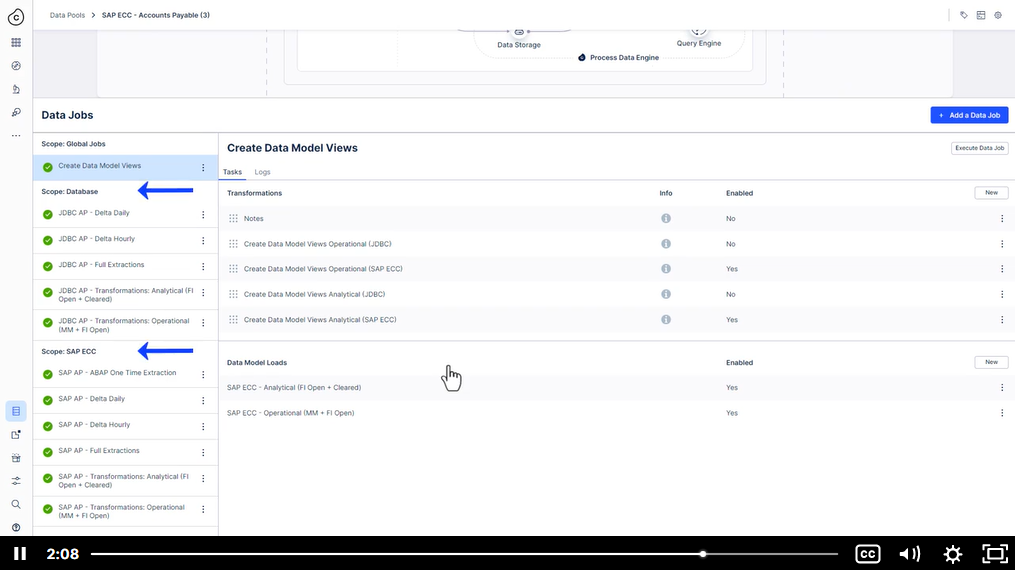 Data Pools > SAP ECC - Accounts Payable (3)
Data Storage
Query Engine
Process Data Engine
Data Jobs
+ Add a Data Job
Scope: Global Jobs
Create Data Model Views
Scope: Database
JDBC AP - Delta Daily
JDBC AP - Delta Hourly
JDBC AP - Full Extractions
JDBC AP - Transformations: Analytical (FI
Open + Cleared)
JDBC AP - Transformations: Operational
(MM + FI Open)
Scope: SAP ECC
SAP AP - ABAP One Time Extraction
SAP AP - Delta Daily
SAP AP - Delta Hourly
SAP AP - Full Extractions
SAP AP - Transformations: Analytical (FI
Open + Cleared)
SAP AP - Transformations: Operational
(MM + FI Open)
Create Data Model Views
Execute Data Job
Tasks Logs
Transformations Info Enabled New
Notes No
Create Data Model Views Operational (JDBC) No
Create Data Model Views Operational (SAP ECC) Yes
Create Data Model Views Analytical (JDBC) No
Create Data Model Views Analytical (SAP ECC) Yes
Data Model Loads Enabled New
SAP ECC - Analytical (FI Open + Cleared) Yes
SAP ECC - Operational (MM + FI Open) Yes
2:08
CC